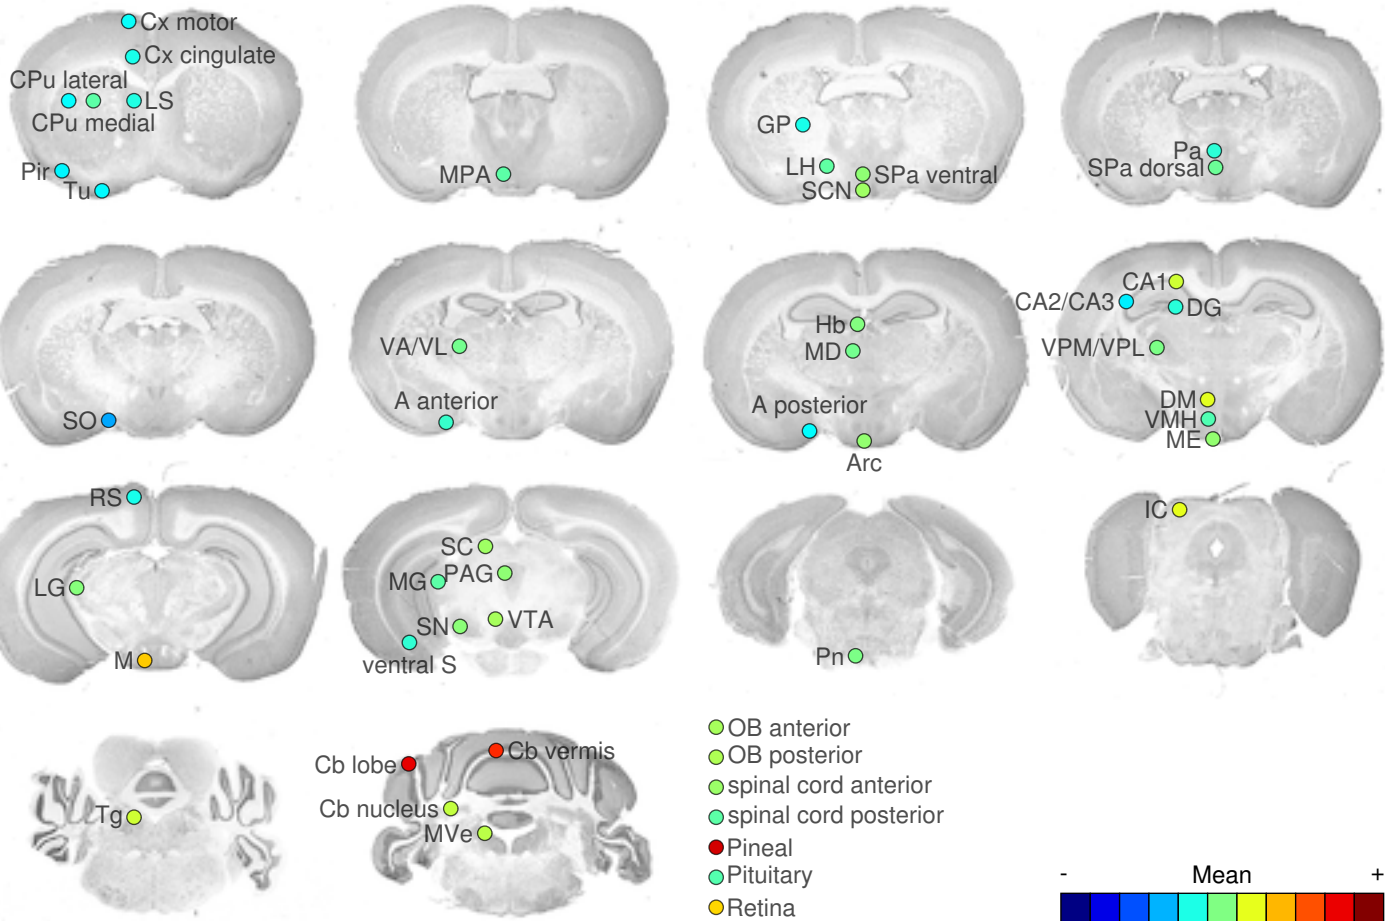 Cx motor
Cx cingulate
CPu lateral
LS
CPu medial
Pir
Tu
MPA
GP
LH
SPa ventral
SCN
Pa
SPa dorsal
SO
VA/VL
A anterior
Hb
MD
A posterior
Arc
CA1
CA2/CA3
DG
VPM/VPL
DM
VMH
ME
RS
LG
M
SC
MG
PAG
SN
VTA
ventral S
Pn
IC
Tg
Cb lobe
Cb vermis
Cb nucleus
MVe
OB anterior
OB posterior
spinal cord anterior
spinal cord posterior
Pineal
Pituitary
Retina
- Mean +